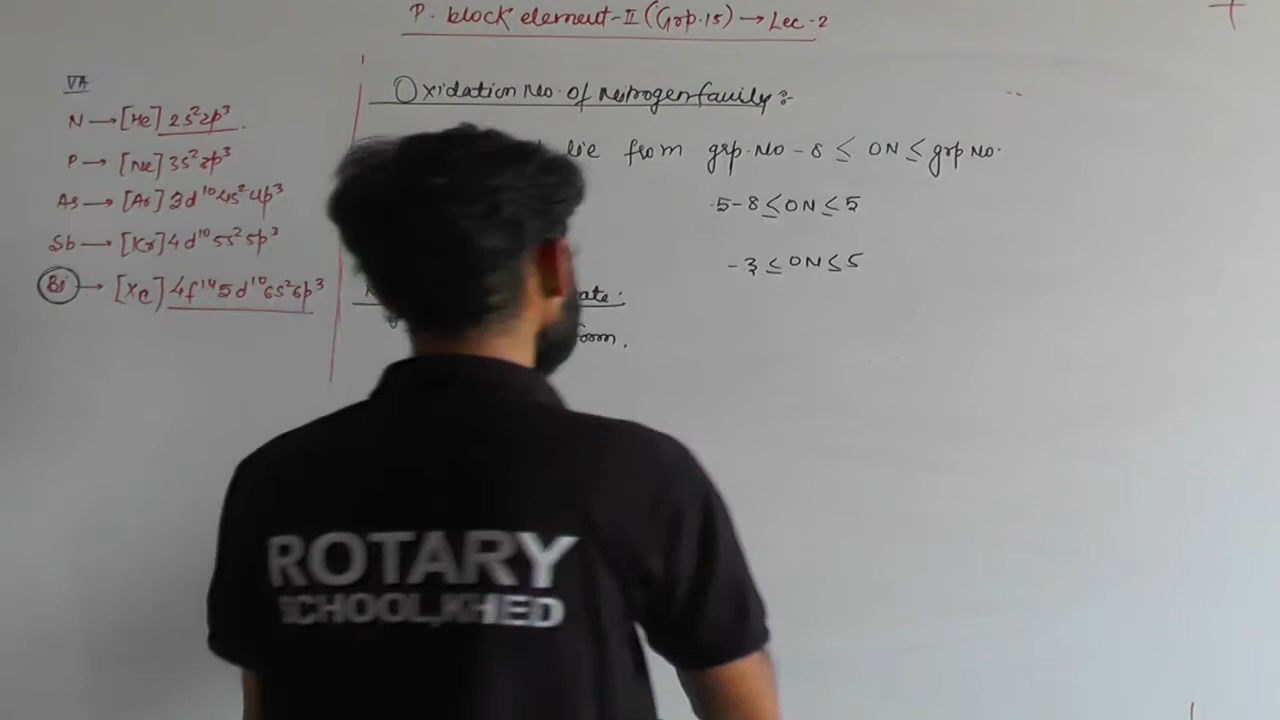 P. block element-II (Grp.15) → Lec-2
VA
N → [He] 2s²2p³
P → [Ne] 3s²3p³
As → [Ar] 3d¹⁰4s²4p³
Sb → [Kr] 4d¹⁰5s²5p³
Bi → [Xe] 4f¹⁴5d¹⁰6s²6p³
Oxidation No. of Nitrogen family :-
lie from grp. No - 8 ≤ ON ≤ grp No.
5-8 ≤ ON ≤ 5
-3 ≤ ON ≤ 5
ate :
form.
ROTARY
SCHOOL,KHED